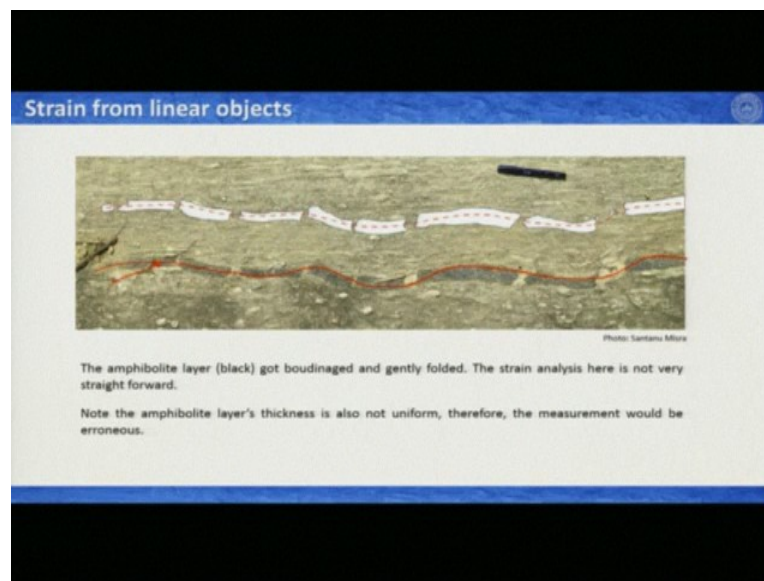 Strain from linear objects
Photo: Santanu Misra
The amphibolite layer (black) got boudinaged and gently folded. The strain analysis here is not very
straight forward.
Note the amphibolite layer's thickness is also not uniform, therefore, the measurement would be
erroneous.